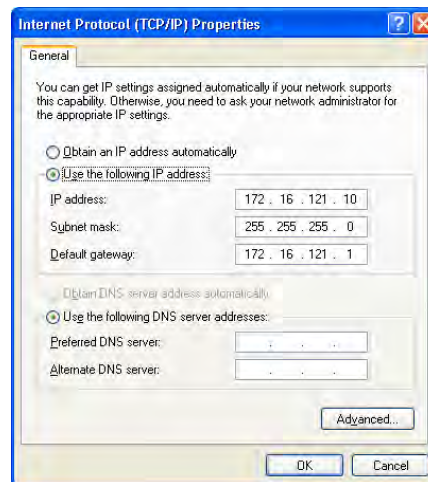 Internet Protocol (TCP/IP) Properties
General
You can get IP settings assigned automatically if your network supports
this capability. Otherwise, you need to ask your network administrator for
the appropriate IP settings.
Obtain an IP address automatically
Use the following IP address:
IP address: 172 . 16 . 121 . 10
Subnet mask: 255 . 255 . 255 . 0
Default gateway: 172 . 16 . 121 . 1
Obtain DNS server address automatically
Use the following DNS server addresses:
Preferred DNS server: . . .
Alternate DNS server: . . .
Advanced...
OK Cancel